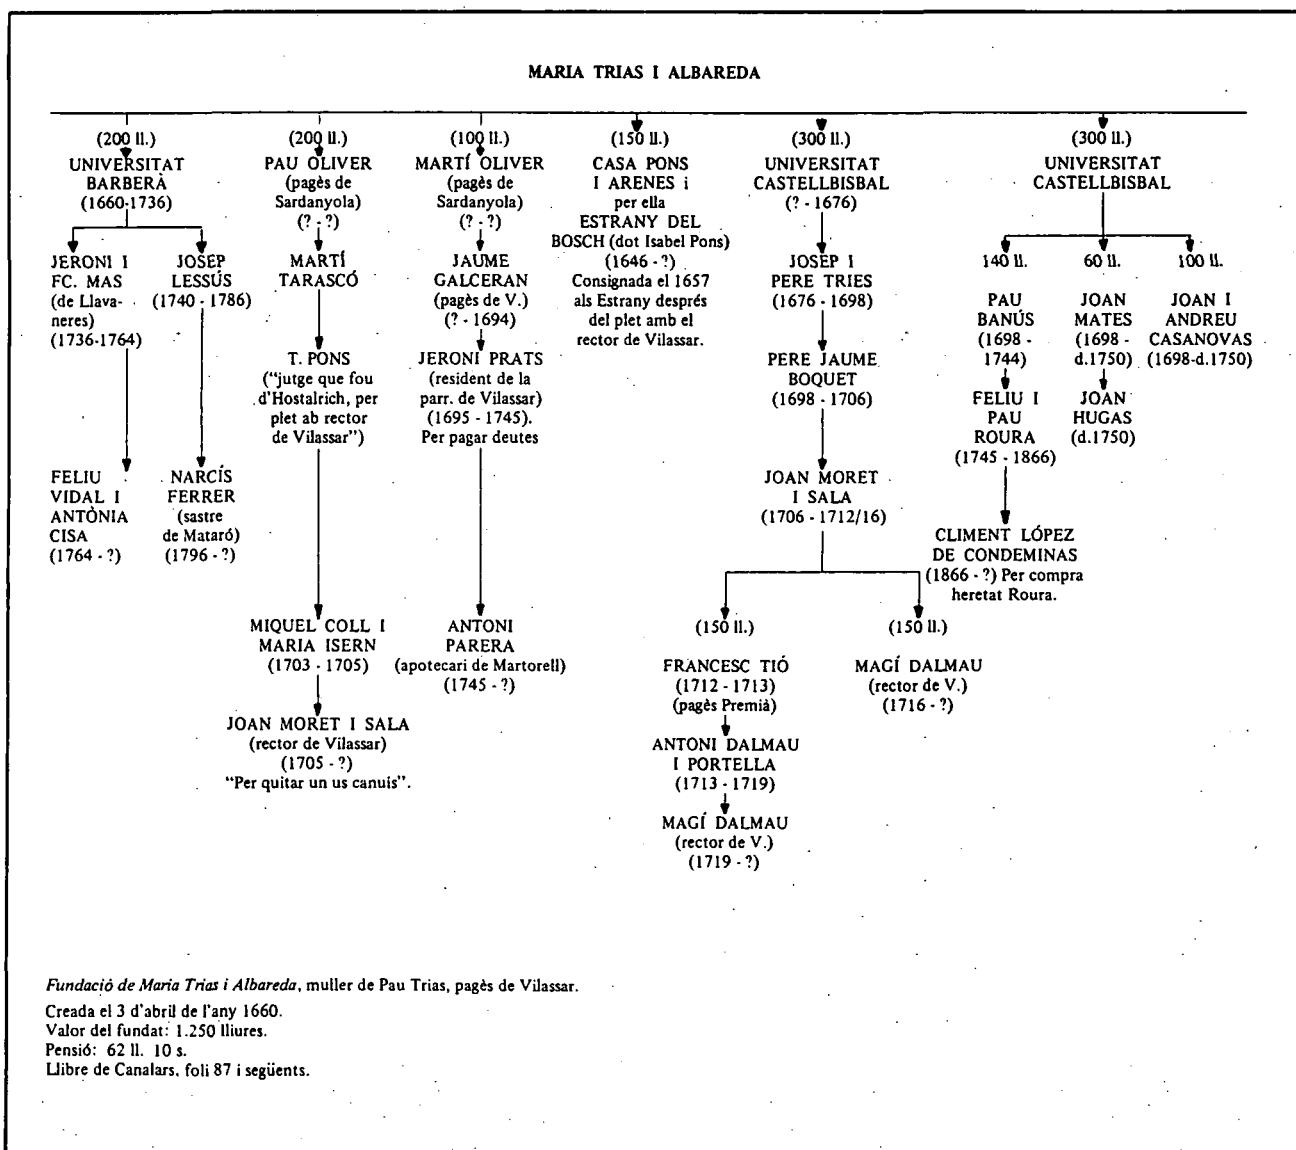 MARIA TRIAS I ALBAREDA
(200 ll.)
UNIVERSITAT
BARBERÀ
(1660-1736)
JERONI I
FC. MAS
(de Llava-
neres)
(1736-1764)
FELIU
VIDAL I
ANTÒNIA
CISA
(1764 - ?)
JOSEP
LESSÚS
(1740 - 1786)
NARCÍS
FERRER
(sastre
de Mataró)
(1796 - ?)
(200 ll.)
PAU OLIVER
(pagès de
Sardanyola)
(? - ?)
MARTÍ
TARASCÓ
T. PONS
("jutge que fou
d'Hostalrich, per
plet ab rector
de Vilassar")
MIQUEL COLL I
MARIA ISERN
(1703 - 1705)
JOAN MORET I SALA
(rector de Vilassar)
(1705 - ?)
"Per quitar un us canuis".
(100 ll.)
MARTÍ OLIVER
(pagès de
Sardanyola)
(? - ?)
JAUME
GALCERAN
(pagès de V.)
(? - 1694)
JERONI PRATS
(resident de la
parr. de Vilassar)
(1695 - 1745).
Per pagar deutes
ANTONI
PARERA
(apotecari de Martorell)
(1745 - ?)
(150 ll.)
CASA PONS
I ARENES i
per ella
ESTRANY DEL
BOSCH (dot Isabel Pons)
(1646 - ?)
Consignada el 1657
als Estrany després
del plet amb el
rector de Vilassar.
(300 ll.)
UNIVERSITAT
CASTELLBISBAL
(? - 1676)
JOSEP I
PERE TRIES
(1676 - 1698)
PERE JAUME
BOQUET
(1698 - 1706)
JOAN MORET
I SALA
(1706 - 1712/16)
(150 ll.)
FRANCESC TIÓ
(1712 - 1713)
(pagès Premià)
ANTONI DALMAU
I PORTELLA
(1713 - 1719)
MAGÍ DALMAU
(rector de V.)
(1719 - ?)
(150 ll.)
MAGÍ DALMAU
(rector de V.)
(1716 - ?)
(300 ll.)
UNIVERSITAT
CASTELLBISBAL
140 ll.
PAU
BANÚS
(1698 -
1744)
FELIU I
PAU
ROURA
(1745 - 1866)
CLIMENT LÓPEZ
DE CONDEMINAS
(1866 - ?) Per compra
heretat Roura.
60 ll.
JOAN
MATES
(1698 -
d.1750)
JOAN
HUGAS
(d.1750)
100 ll.
JOAN I
ANDREU
CASANOVAS
(1698-d.1750)
Fundació de Maria Trias i Albareda, muller de Pau Trias, pagès de Vilassar.
Creada el 3 d'abril de l'any 1660.
Valor del fundat: 1.250 lliures.
Pensió: 62 ll. 10 s.
Llibre de Canalars, foli 87 i següents.